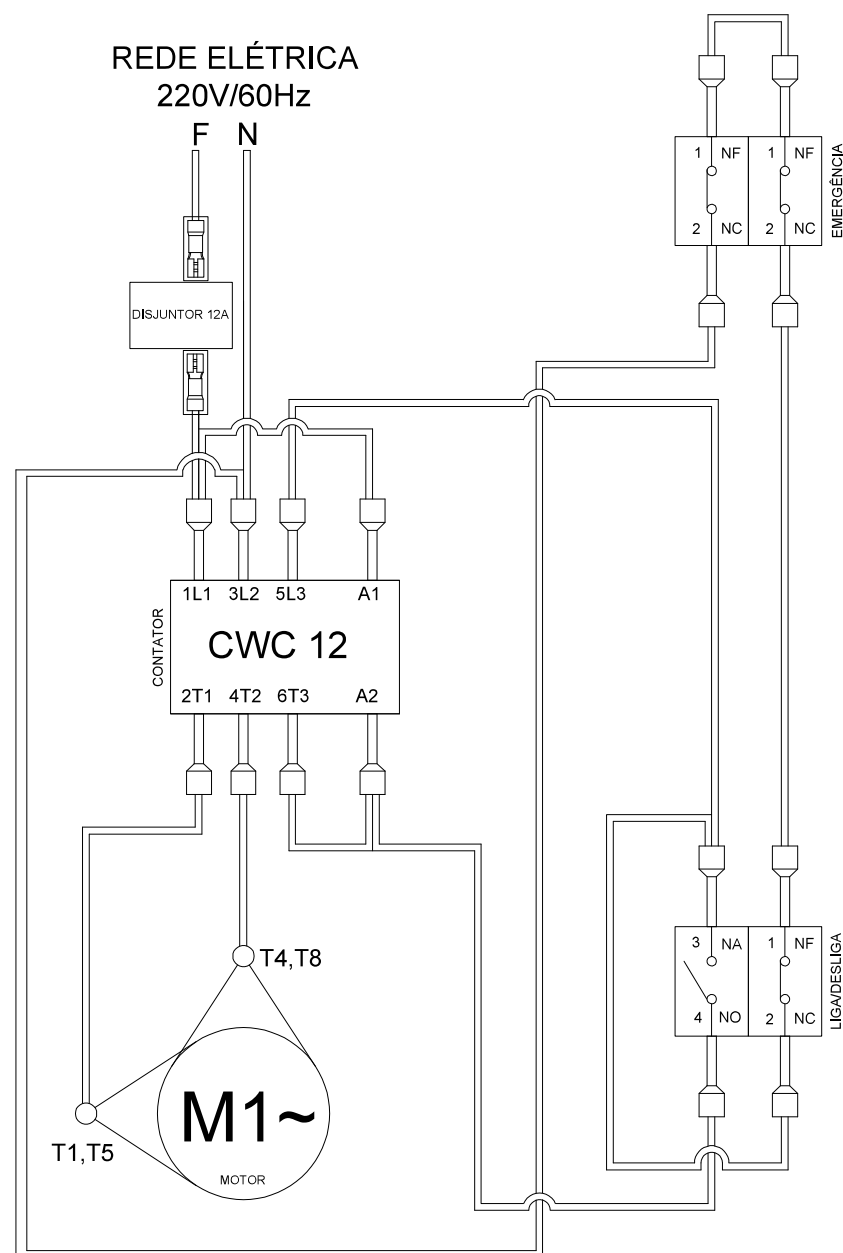 REDE ELÉTRICA
220V/60Hz
F N
1 NF 1 NF
2 NC 2 NC
EMERGÊNCIA
DISJUNTOR 12A
1L1 3L2 5L3 A1
CONTATOR
CWC 12
2T1 4T2 6T3 A2
T4,T8
3 NA 1 NF
4 NO 2 NC
LIGA/DESLIGA
M1~
T1,T5
MOTOR